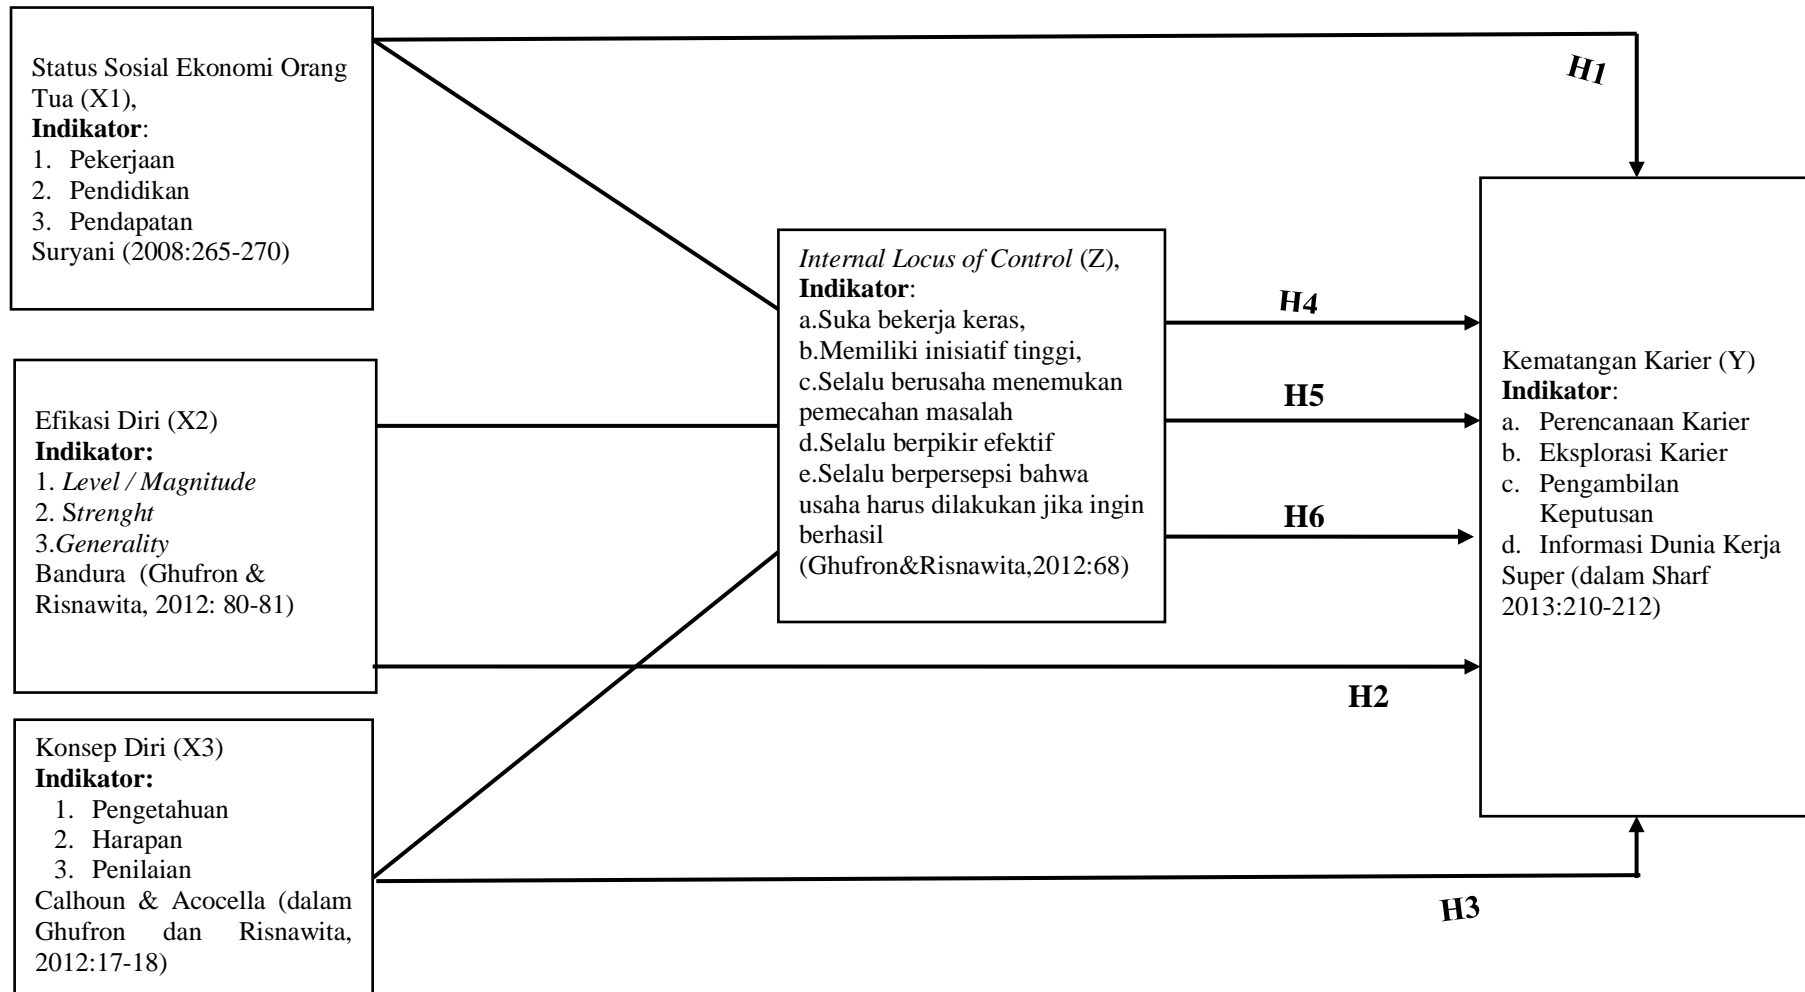 Status Sosial Ekonomi Orang
Tua (X1),
Indikator:
1. Pekerjaan
2. Pendidikan
3. Pendapatan
Suryani (2008:265-270)
H1
Efikasi Diri (X2)
Indikator:
1. Level / Magnitude
2. Strenght
3.Generality
Bandura (Ghufron &
Risnawita, 2012: 80-81)
Konsep Diri (X3)
Indikator:
1. Pengetahuan
2. Harapan
3. Penilaian
Calhoun & Acocella (dalam
Ghufron dan Risnawita,
2012:17-18)
Internal Locus of Control (Z),
Indikator:
a.Suka bekerja keras,
b.Memiliki inisiatif tinggi,
c.Selalu berusaha menemukan
pemecahan masalah
d.Selalu berpikir efektif
e.Selalu berpersepsi bahwa
usaha harus dilakukan jika ingin
berhasil
(Ghufron&Risnawita,2012:68)
H4
H5
H6
H2
H3
Kematangan Karier (Y)
Indikator:
a. Perencanaan Karier
b. Eksplorasi Karier
c. Pengambilan
Keputusan
d. Informasi Dunia Kerja
Super (dalam Sharf
2013:210-212)